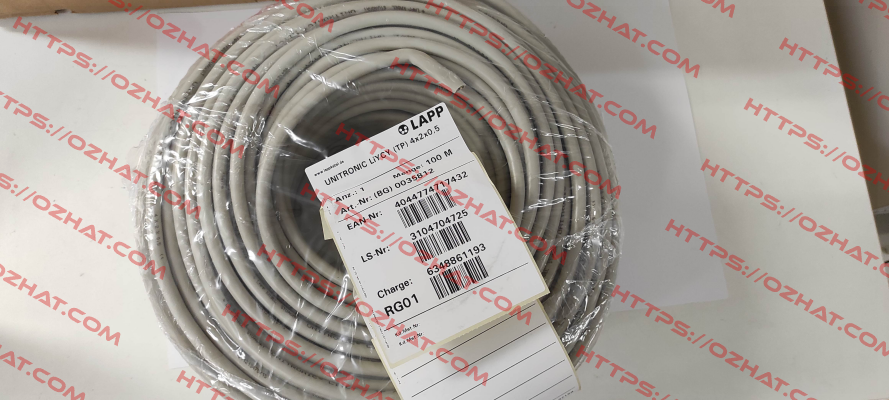 LAPP
UNITRONIC LiYCY (TP) 4x2x0,5
Anz.: 1 Menge: 100 M
Art.-Nr: (BG) 0035812
EAN-Nr: 4044774717432
LS-Nr: 3104704725
Charge: 6348861193
RG01
HTTPS://OZHAT.COM